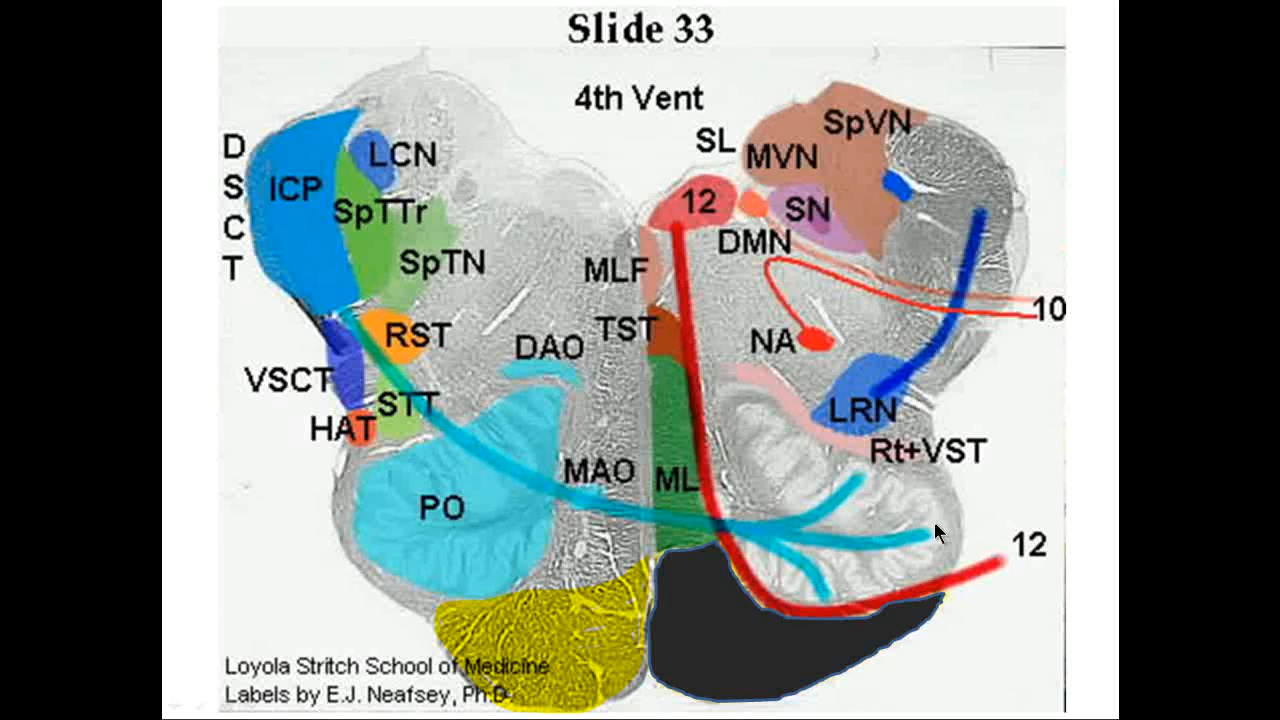 Slide 33
4th Vent
SL
SpVN
MVN
D
S
C
T
LCN
ICP
SpTTr
SpTN
12
SN
DMN
MLF
10
RST
TST
NA
DAO
VSCT
STT
HAT
LRN
Rt+VST
MAO
ML
PO
12
Loyola Stritch School of Medicine
Labels by E.J. Neafsey, Ph.D.